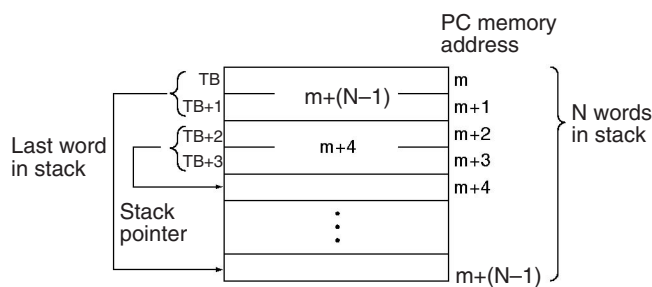 PC memory
address
TB
m
m+(N–1)
TB+1
m+1
N words
in stack
TB+2
m+2
Last word
in stack
m+4
TB+3
m+3
m+4
Stack
pointer
m+(N–1)